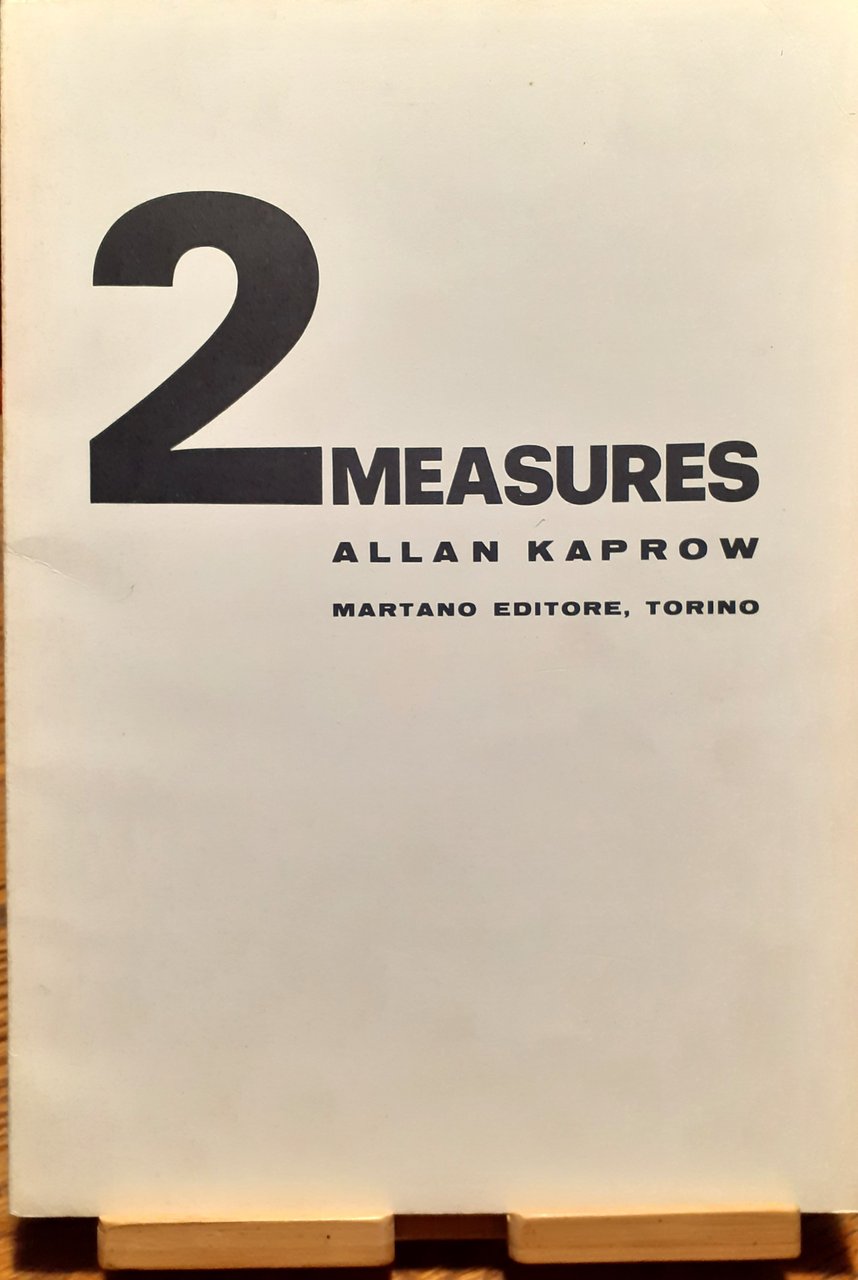 2 MEASURES
ALLAN KAPROW
MARTANO EDITORE, TORINO